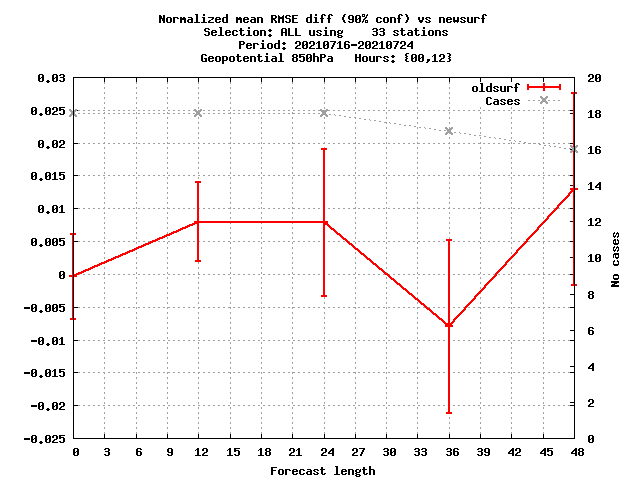 Normalized mean RMSE diff (90% conf) vs newsurf
Selection: ALL using    33 stations
Period: 20210716-20210724
Geopotential 850hPa   Hours: {00,12}
oldsurf
Cases
0.03
0.025
0.02
0.015
0.01
0.005
0
-0.005
-0.01
-0.015
-0.02
-0.025
20
18
16
14
12
10
8
6
4
2
0
No cases
0 3 6 9 12 15 18 21 24 27 30 33 36 39 42 45 48
Forecast length